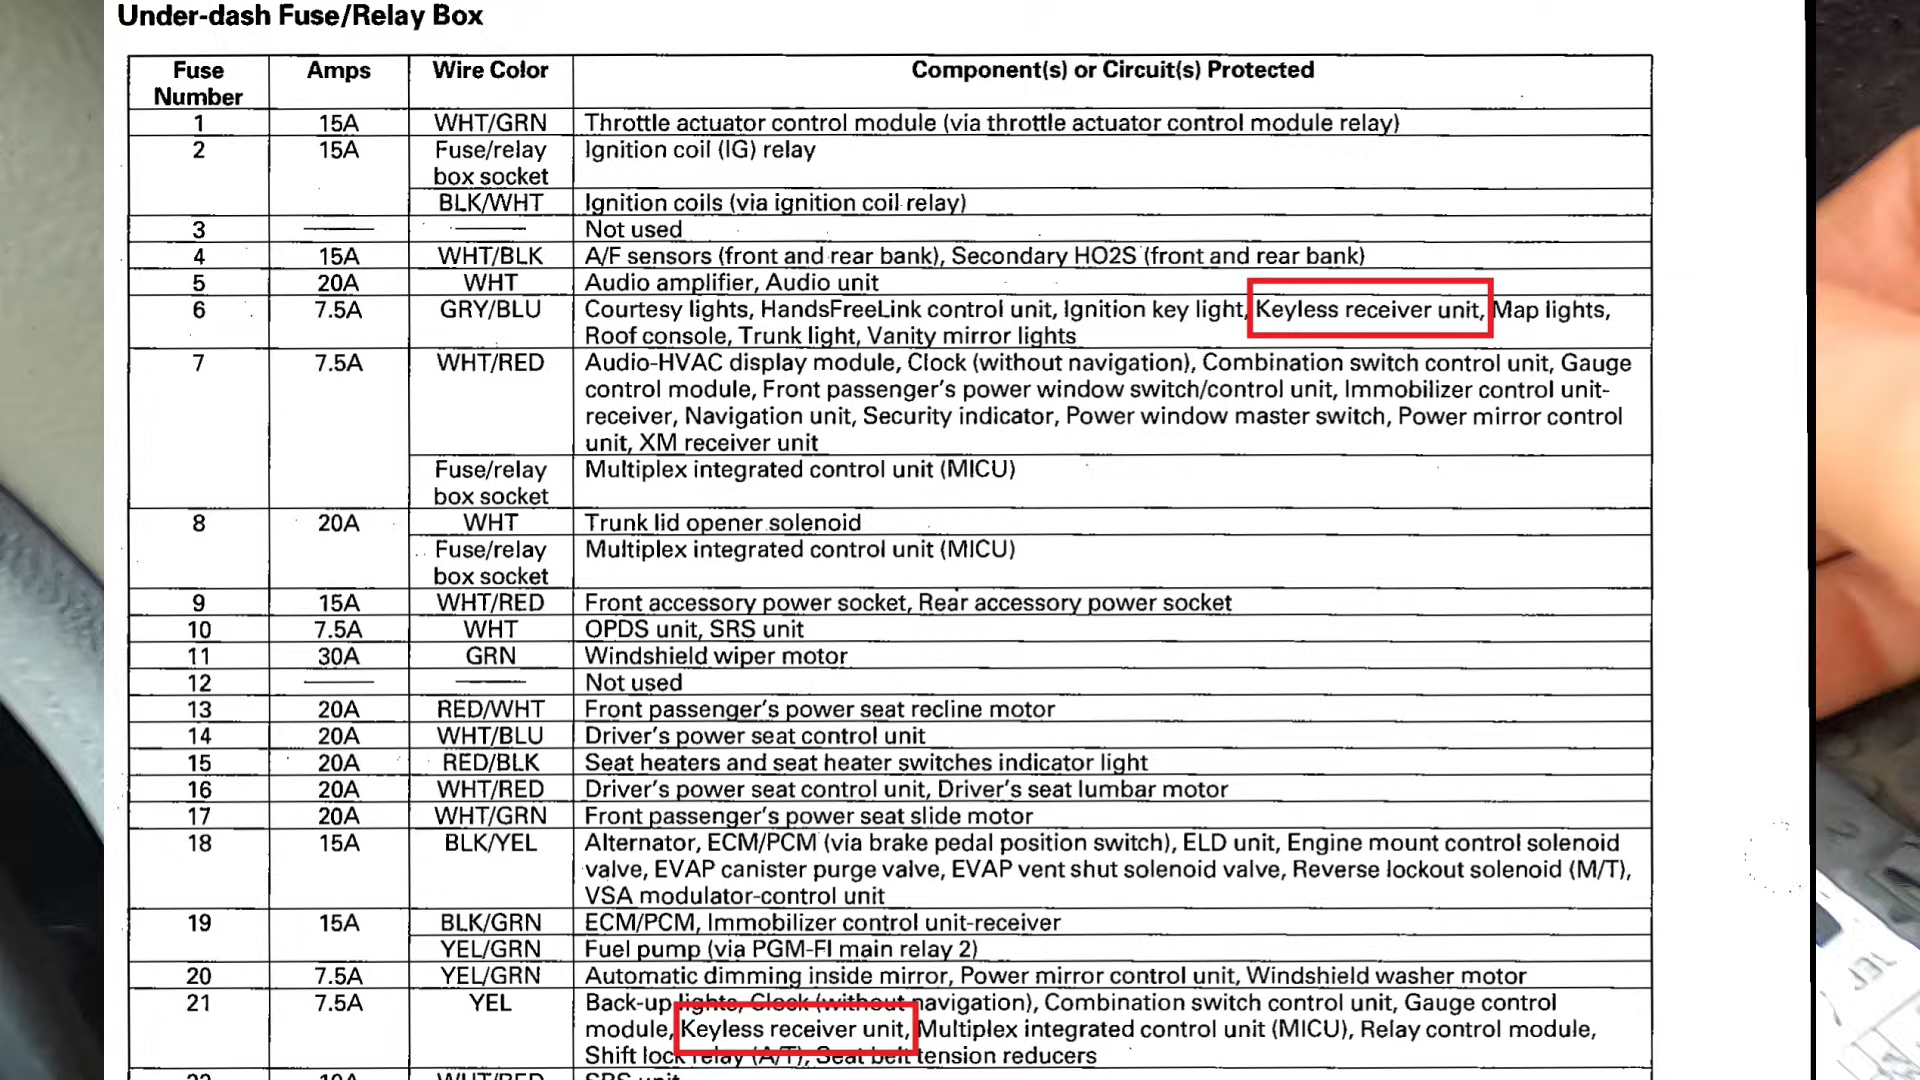 Under-dash Fuse/Relay Box
Fuse Number Amps Wire Color Component(s) or Circuit(s) Protected
1 15A WHT/GRN Throttle actuator control module (via throttle actuator control module relay)
2 15A Fuse/relay box socket Ignition coil (IG) relay
BLK/WHT Ignition coils (via ignition coil relay)
3 Not used
4 15A WHT/BLK A/F sensors (front and rear bank), Secondary HO2S (front and rear bank)
5 20A WHT Audio amplifier, Audio unit
6 7.5A GRY/BLU Courtesy lights, HandsFreeLink control unit, Ignition key light, Keyless receiver unit, Map lights,
Roof console, Trunk light, Vanity mirror lights
7 7.5A WHT/RED Audio-HVAC display module, Clock (without navigation), Combination switch control unit, Gauge
control module, Front passenger's power window switch/control unit, Immobilizer control unit-
receiver, Navigation unit, Security indicator, Power window master switch, Power mirror control
unit, XM receiver unit
Fuse/relay box socket Multiplex integrated control unit (MICU)
8 20A WHT Trunk lid opener solenoid
Fuse/relay box socket Multiplex integrated control unit (MICU)
9 15A WHT/RED Front accessory power socket, Rear accessory power socket
10 7.5A WHT OPDS unit, SRS unit
11 30A GRN Windshield wiper motor
12 Not used
13 20A RED/WHT Front passenger's power seat recline motor
14 20A WHT/BLU Driver's power seat control unit
15 20A RED/BLK Seat heaters and seat heater switches indicator light
16 20A WHT/RED Driver's power seat control unit, Driver's seat lumbar motor
17 20A WHT/GRN Front passenger's power seat slide motor
18 15A BLK/YEL Alternator, ECM/PCM (via brake pedal position switch), ELD unit, Engine mount control solenoid
valve, EVAP canister purge valve, EVAP vent shut solenoid valve, Reverse lockout solenoid (M/T),
VSA modulator-control unit
19 15A BLK/GRN ECM/PCM, Immobilizer control unit-receiver
YEL/GRN Fuel pump (via PGM-FI main relay 2)
20 7.5A YEL/GRN Automatic dimming inside mirror, Power mirror control unit, Windshield washer motor
21 7.5A YEL Back-up lights, Clock (without navigation), Combination switch control unit, Gauge control
module, Keyless receiver unit, Multiplex integrated control unit (MICU), Relay control module,
Shift lock relay (A/T), Seat belt tension reducers